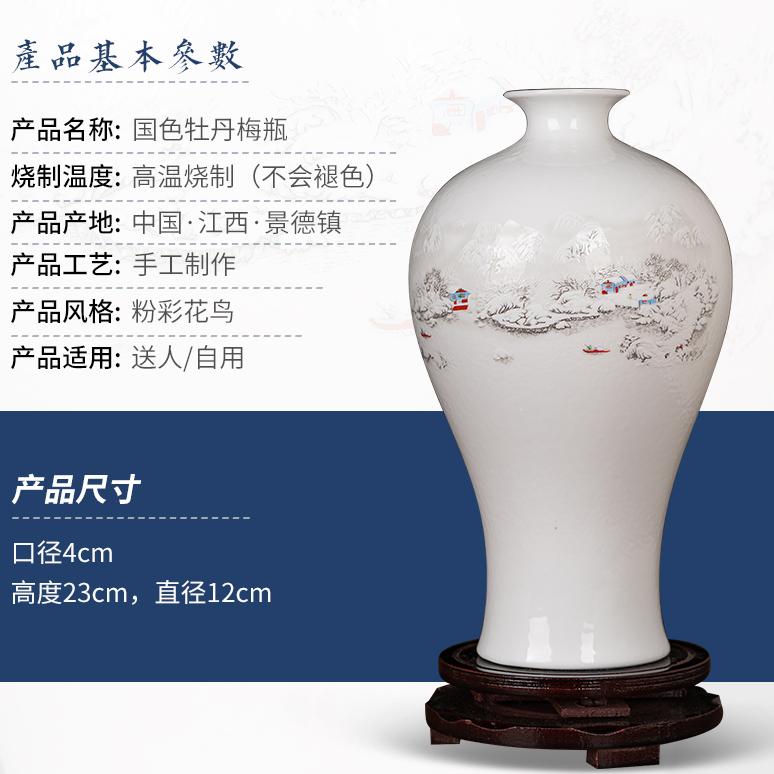 產品基本參數
产品名称: 国色牡丹梅瓶
烧制温度: 高温烧制（不会褪色）
产品产地: 中国·江西·景德镇
产品工艺: 手工制作
产品风格: 粉彩花鸟
产品适用: 送人/自用
产品尺寸
口径4cm
高度23cm，直径12cm